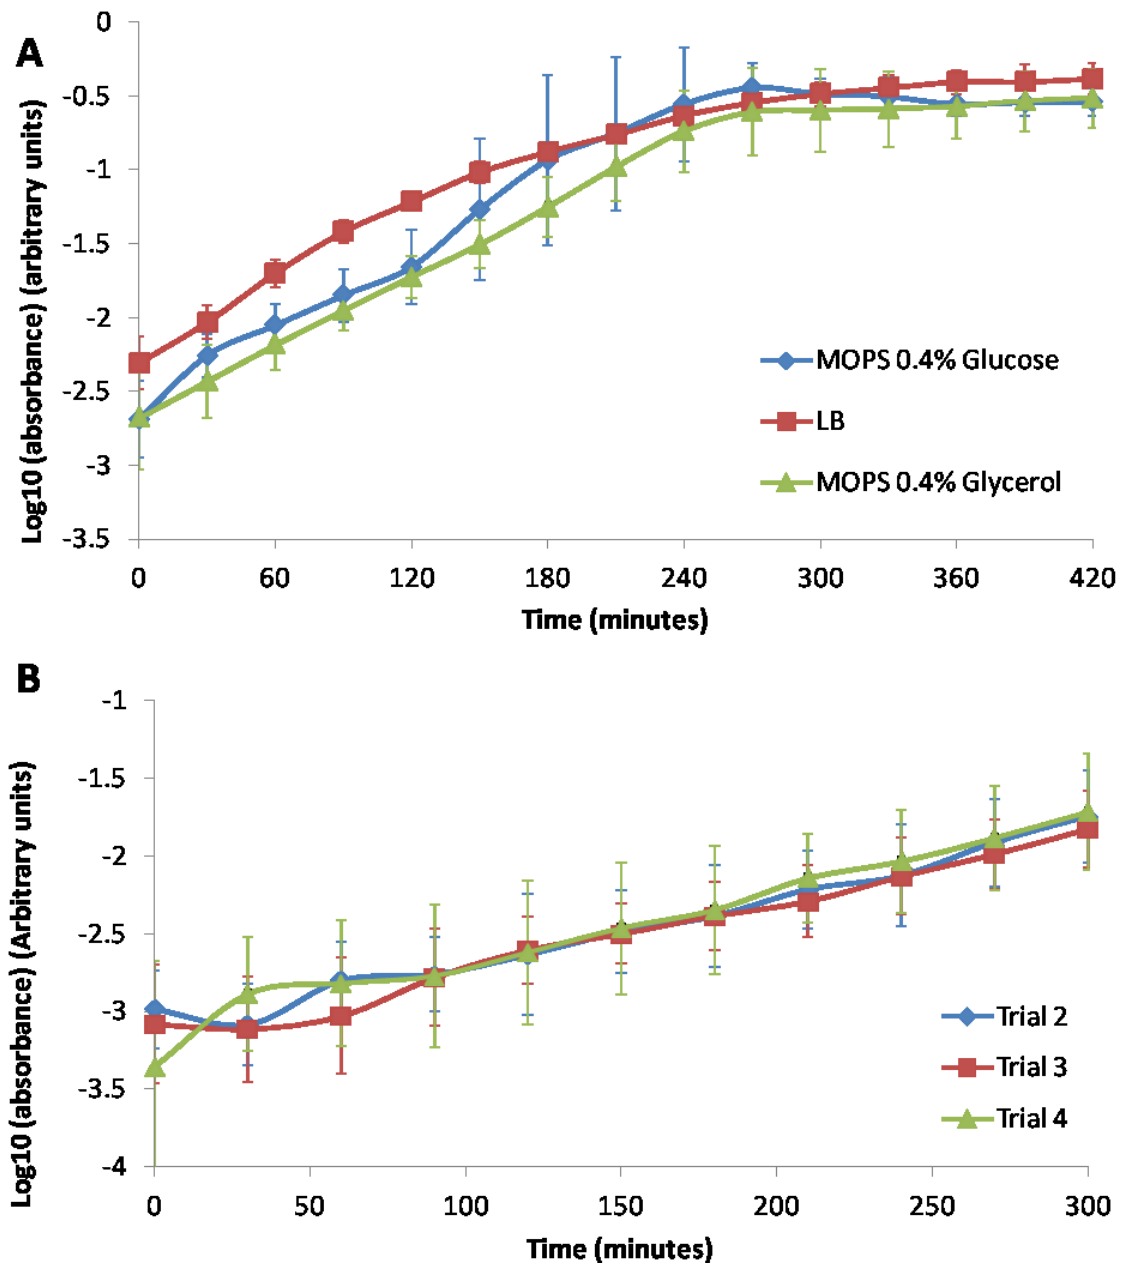 A
Log10 (absorbance) (arbitrary units)
0
-0.5
-1
-1.5
-2
-2.5
-3
-3.5
MOPS 0.4% Glucose
LB
MOPS 0.4% Glycerol
0 60 120 180 240 300 360 420
Time (minutes)
B
Log10 (absorbance) (Arbitrary units)
-1
-1.5
-2
-2.5
-3
-3.5
-4
Trial 2
Trial 3
Trial 4
0 50 100 150 200 250 300
Time (minutes)